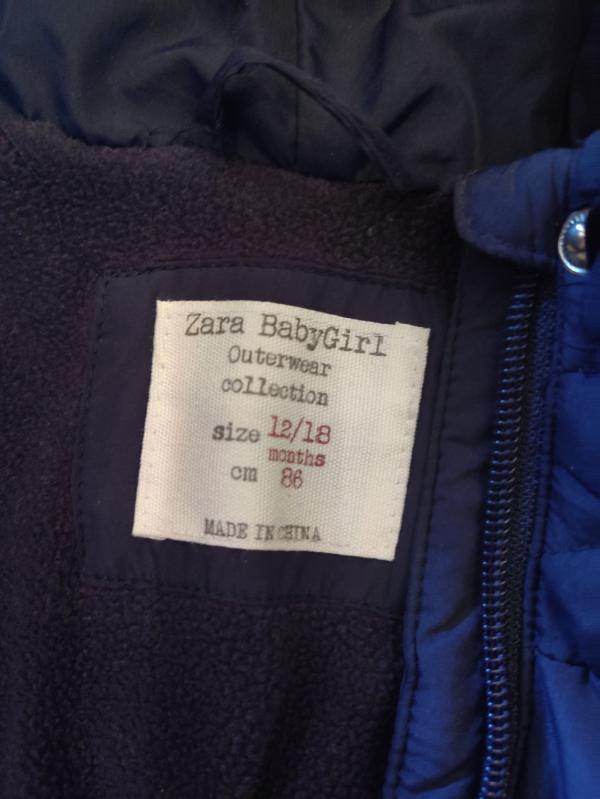 Zara BabyGirl
Outerwear
collection
size 12/18
months
cm 86
MADE IN CHINA